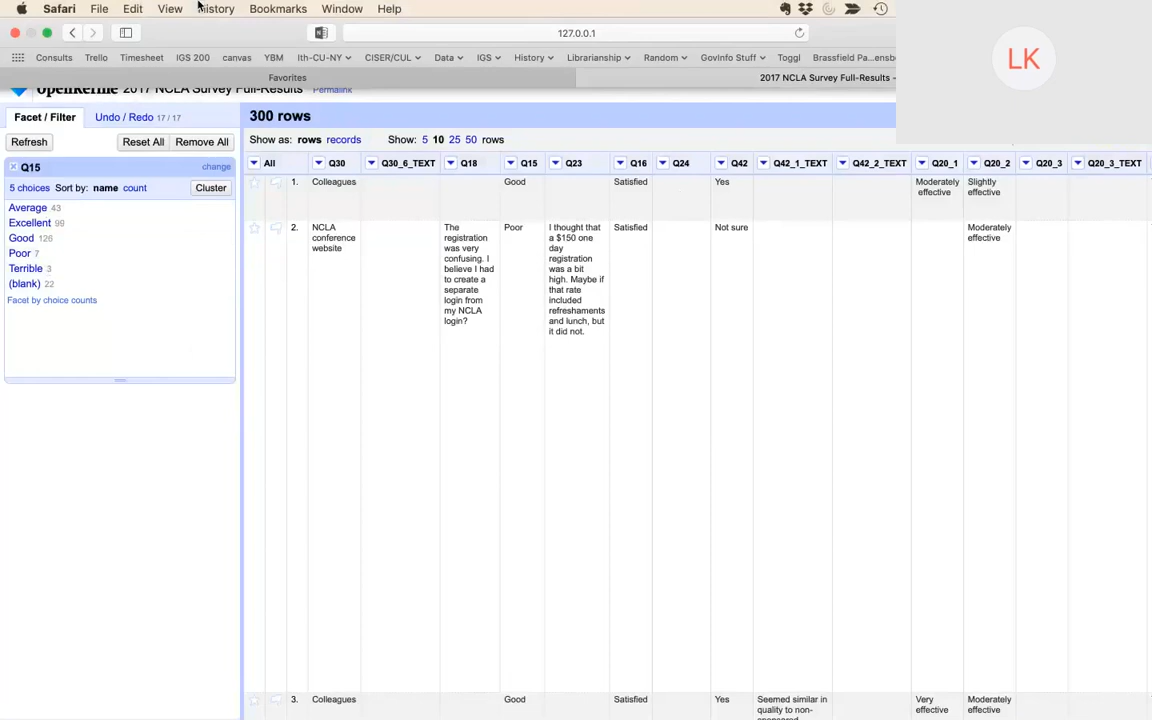 Safari File Edit View History Bookmarks Window Help
127.0.0.1
Consults Trello Timesheet IGS 200 canvas YBM Ith-CU-NY CISER/CUL Data IGS History Librarianship Random GovInfo Stuff Toggl Brassfield Pa...ensb
Favorites
2017 NCLA Survey Full-Results –
LK
OpenRefine 2017 NCLA Survey Full-Results Permalink
Facet / Filter Undo / Redo 17 / 17
300 rows
Refresh Reset All Remove All
Show as: rows records Show: 5 10 25 50 rows
Q15 change
5 choices Sort by: name count Cluster
Average 43
Excellent 99
Good 126
Poor 7
Terrible 3
(blank) 22
Facet by choice counts
All Q30 Q30_6_TEXT Q18 Q15 Q23 Q16 Q24 Q42 Q42_1_TEXT Q42_2_TEXT Q20_1 Q20_2 Q20_3 Q20_3_TEXT
1. Colleagues Good Satisfied Yes Moderately Slightly
effective effective
2. NCLA The Poor I thought that Satisfied Not sure Moderately
conference registration a $150 one effective
website was very day
confusing. I registration
believe I had was a bit
to create a high. Maybe if
separate that rate
login from included
my NCLA refreshaments
login? and lunch, but
it did not.
3. Colleagues Good Satisfied Yes Seemed similar in Very Moderately
quality to non- effective effective